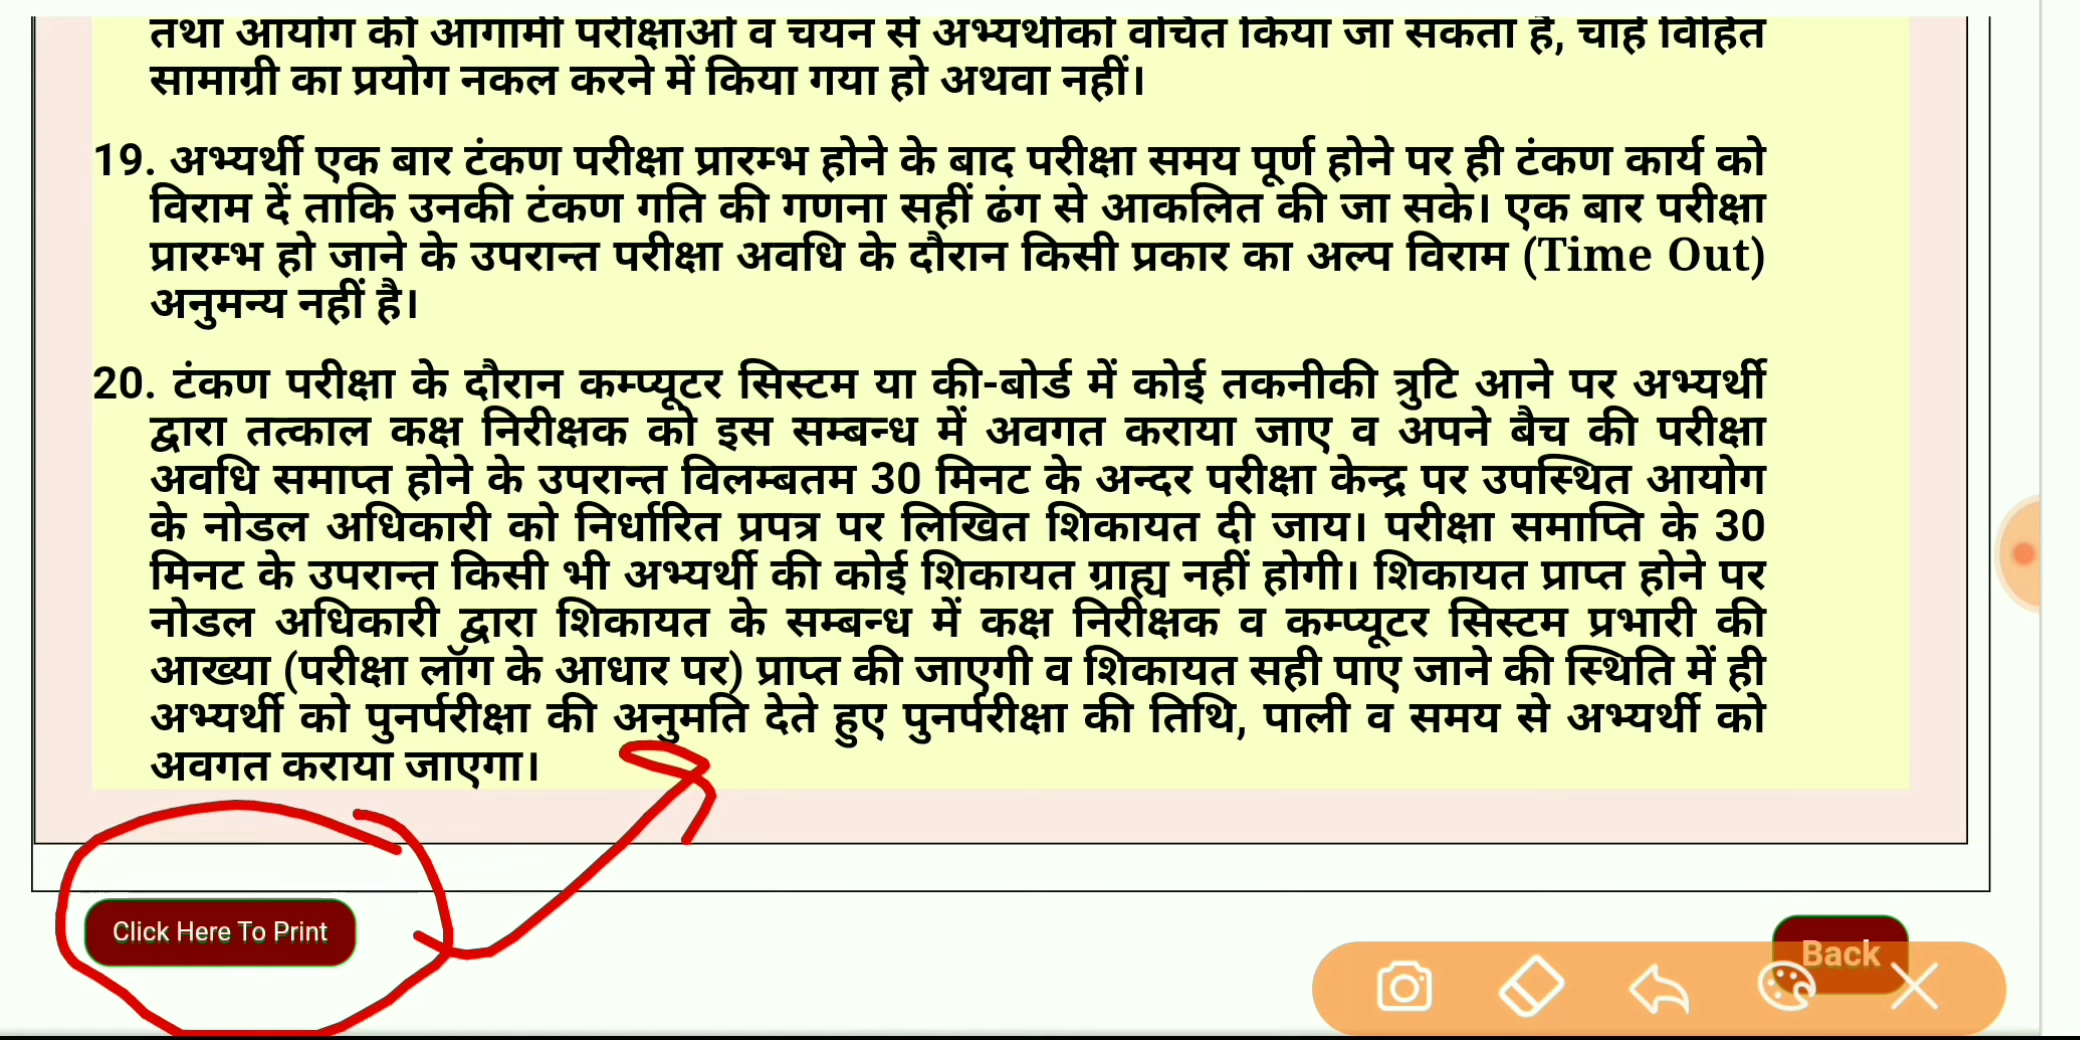 तथा आयोग की आगामी परीक्षाओं व चयन से अभ्यर्थीको वंचित किया जा सकता है, चाहे विहित
सामाग्री का प्रयोग नकल करने में किया गया हो अथवा नहीं।
19. अभ्यर्थी एक बार टंकण परीक्षा प्रारम्भ होने के बाद परीक्षा समय पूर्ण होने पर ही टंकण कार्य को
विराम दें ताकि उनकी टंकण गति की गणना सहीं ढंग से आकलित की जा सके। एक बार परीक्षा
प्रारम्भ हो जाने के उपरान्त परीक्षा अवधि के दौरान किसी प्रकार का अल्प विराम (Time Out)
अनुमन्य नहीं है।
20. टंकण परीक्षा के दौरान कम्प्यूटर सिस्टम या की-बोर्ड में कोई तकनीकी त्रुटि आने पर अभ्यर्थी
द्वारा तत्काल कक्ष निरीक्षक को इस सम्बन्ध में अवगत कराया जाए व अपने बैच की परीक्षा
अवधि समाप्त होने के उपरान्त विलम्बतम 30 मिनट के अन्दर परीक्षा केन्द्र पर उपस्थित आयोग
के नोडल अधिकारी को निर्धारित प्रपत्र पर लिखित शिकायत दी जाय। परीक्षा समाप्ति के 30
मिनट के उपरान्त किसी भी अभ्यर्थी की कोई शिकायत ग्राह्य नहीं होगी। शिकायत प्राप्त होने पर
नोडल अधिकारी द्वारा शिकायत के सम्बन्ध में कक्ष निरीक्षक व कम्प्यूटर सिस्टम प्रभारी की
आख्या (परीक्षा लॉग के आधार पर) प्राप्त की जाएगी व शिकायत सही पाए जाने की स्थिति में ही
अभ्यर्थी को पुनर्परीक्षा की अनुमति देते हुए पुनर्परीक्षा की तिथि, पाली व समय से अभ्यर्थी को
अवगत कराया जाएगा।
Click Here To Print
Back